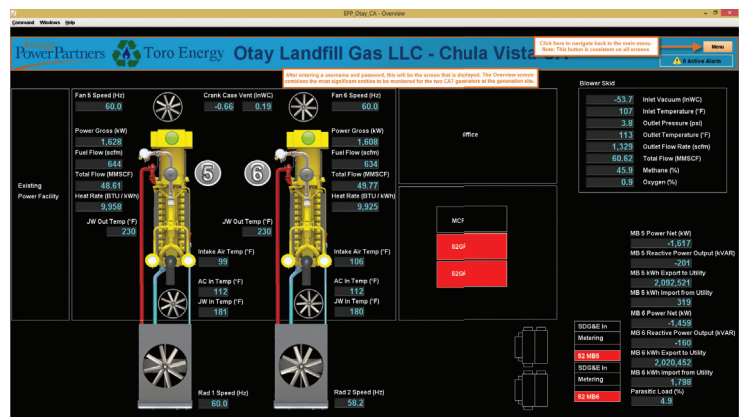 EPP_Otay_CA - Overview
Command Windows Help
PowerPartners Toro Energy Otay Landfill Gas LLC - Chula Vista CA
Click here to navigate back to the main menu.
Note: This button is consistent on all screens
Menu
6 Active Alarm
After entering a username and password, this will be the screen that is displayed. The Overview screen
combines the most significant entities to be monitored for the two CAT generators at the generation site.
Existing
Power Facility
Fan 5 Speed (Hz)
60.0
Crank Case Vent (InWC)
-0.66 0.19
Fan 6 Speed (Hz)
60.0
Power Gross (kW)
1,628
Fuel Flow (scfm)
644
Total Flow (MMSCF)
48.61
Heat Rate (BTU / kWh)
9,958
JW Out Temp (°F)
230
5
6
Power Gross (kW)
1,608
Fuel Flow (scfm)
634
Total Flow (MMSCF)
49.77
Heat Rate (BTU / kWh)
9,925
JW Out Temp (°F)
230
Intake Air Temp (°F)
99
AC In Temp (°F)
112
JW In Temp (°F)
181
Intake Air Temp (°F)
106
AC In Temp (°F)
112
JW In Temp (°F)
180
Rad 1 Speed (Hz)
60.0
Rad 2 Speed (Hz)
58.2
Office
MCF
52G
52G
Blower Skid
-53.7 Inlet Vacuum (InWC)
107 Inlet Temperature (°F)
3.8 Outlet Pressure (psi)
113 Outlet Temperature (°F)
1,329 Outlet Flow Rate (scfm)
60.62 Total Flow (MMSCF)
45.9 Methane (%)
0.9 Oxygen (%)
MB 5 Power Net (kW)
-1,617
MB 5 Reactive Power Output (kVAR)
-201
MB 5 kWh Export to Utility
2,092,521
MB 5 kWh Import from Utility
319
MB 6 Power Net (kW)
-1,459
MB 6 Reactive Power Output (kVAR)
-160
MB 6 kWh Export to Utility
2,020,452
MB 6 kWh Import from Utility
1,798
Parasitic Load (%)
4.9
SDG&E In
Metering
52 MB5
SDG&E In
Metering
52 MB6